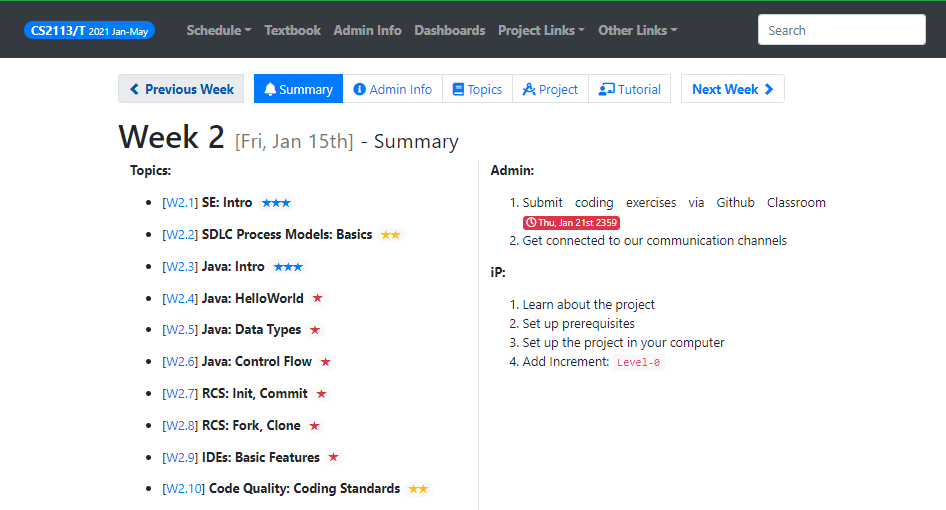 CS2113/T 2021 Jan-May Schedule Textbook Admin Info Dashboards Project Links Other Links Search
Previous Week Summary Admin Info Topics Project Tutorial Next Week
Week 2 [Fri, Jan 15th] - Summary
Topics:
[W2.1] SE: Intro ★★★
[W2.2] SDLC Process Models: Basics ★★
[W2.3] Java: Intro ★★★
[W2.4] Java: HelloWorld ★
[W2.5] Java: Data Types ★
[W2.6] Java: Control Flow ★
[W2.7] RCS: Init, Commit ★
[W2.8] RCS: Fork, Clone ★
[W2.9] IDEs: Basic Features ★
[W2.10] Code Quality: Coding Standards ★★
Admin:
1. Submit coding exercises via Github Classroom
Thu, Jan 21st 2359
2. Get connected to our communication channels
iP:
1. Learn about the project
2. Set up prerequisites
3. Set up the project in your computer
4. Add Increment: Level-0